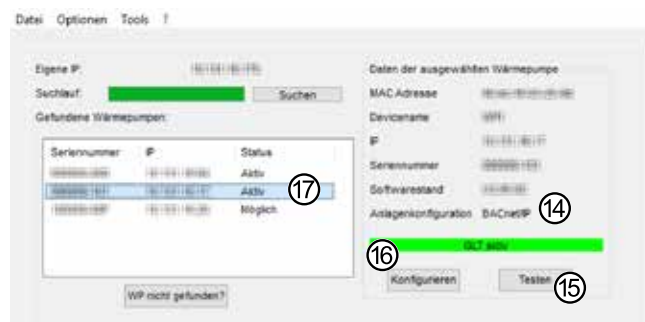 Datei Optionen Tools ?
Eigene IP:
Suchlauf: Suchen
Gefundene Wärmepumpen:
Seriennummer IP Status
Aktiv
Aktiv
Möglich
17
WP nicht gefunden?
Daten der ausgewählten Wärmepumpe
MAC Adresse
Devicename
IP
Seriennummer
Softwarestand
Anlagenkonfiguration BACnet/IP
14
GLT aktiv
16
Konfigurieren Testen
15